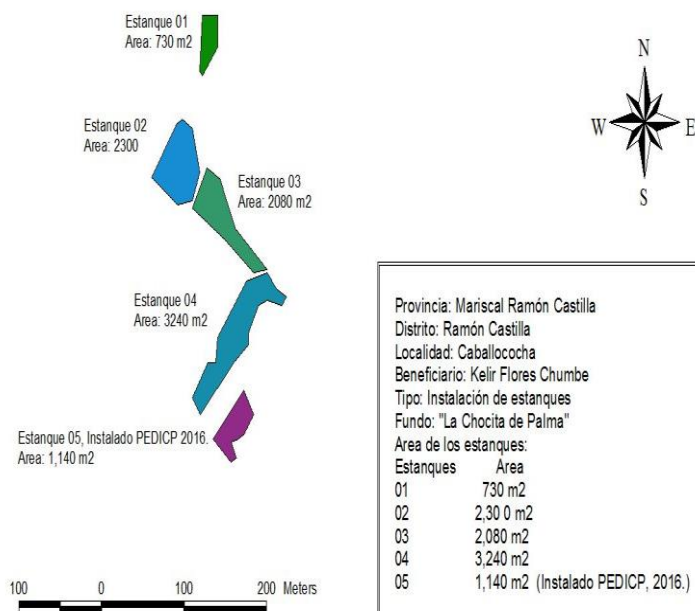 Estanque 01
Area: 730 m2
N
W
E
S
Estanque 02
Area: 2300
Estanque 03
Area: 2080 m2
Estanque 04
Area: 3240 m2
Estanque 05, Instalado PEDICP 2016.
Area: 1,140 m2
Provincia: Mariscal Ramón Castilla
Distrito: Ramón Castilla
Localidad: Caballococha
Beneficiario: Kelir Flores Chumbe
Tipo: Instalación de estanques
Fundo: "La Chocita de Palma"
Area de los estanques:
Estanques Area
01 730 m2
02 2,30 0 m2
03 2,080 m2
04 3,240 m2
05 1,140 m2 (Instalado PEDICP, 2016.)
100 0 100 200 Meters